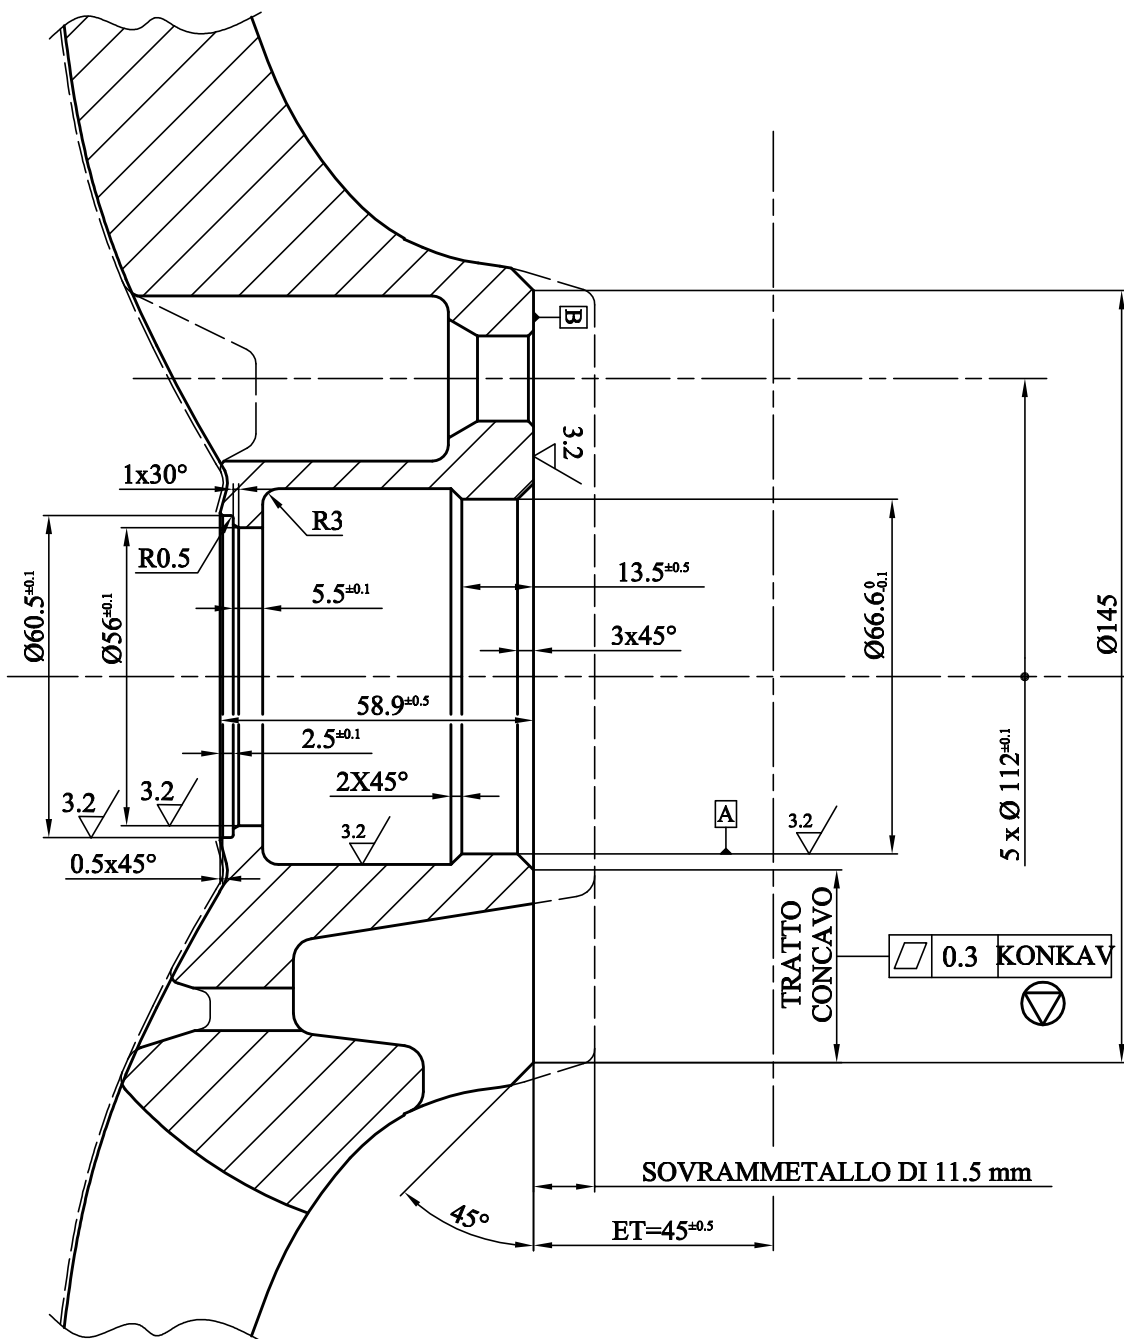 B
3.2
1x30°
R3
R0.5
13.5±0.5
5.5±0.1
Ø60.5±0.1
Ø56±0.1
Ø66.6 0 -0.1
Ø145
3x45°
58.9±0.5
2.5±0.1
2X45°
3.2
3.2
3.2
A
3.2
5 x Ø 112±0.1
0.5x45°
TRATTO
CONCAVO
0.3 KONKAV
SOVRAMMETALLO DI 11.5 mm
45°
ET=45±0.5